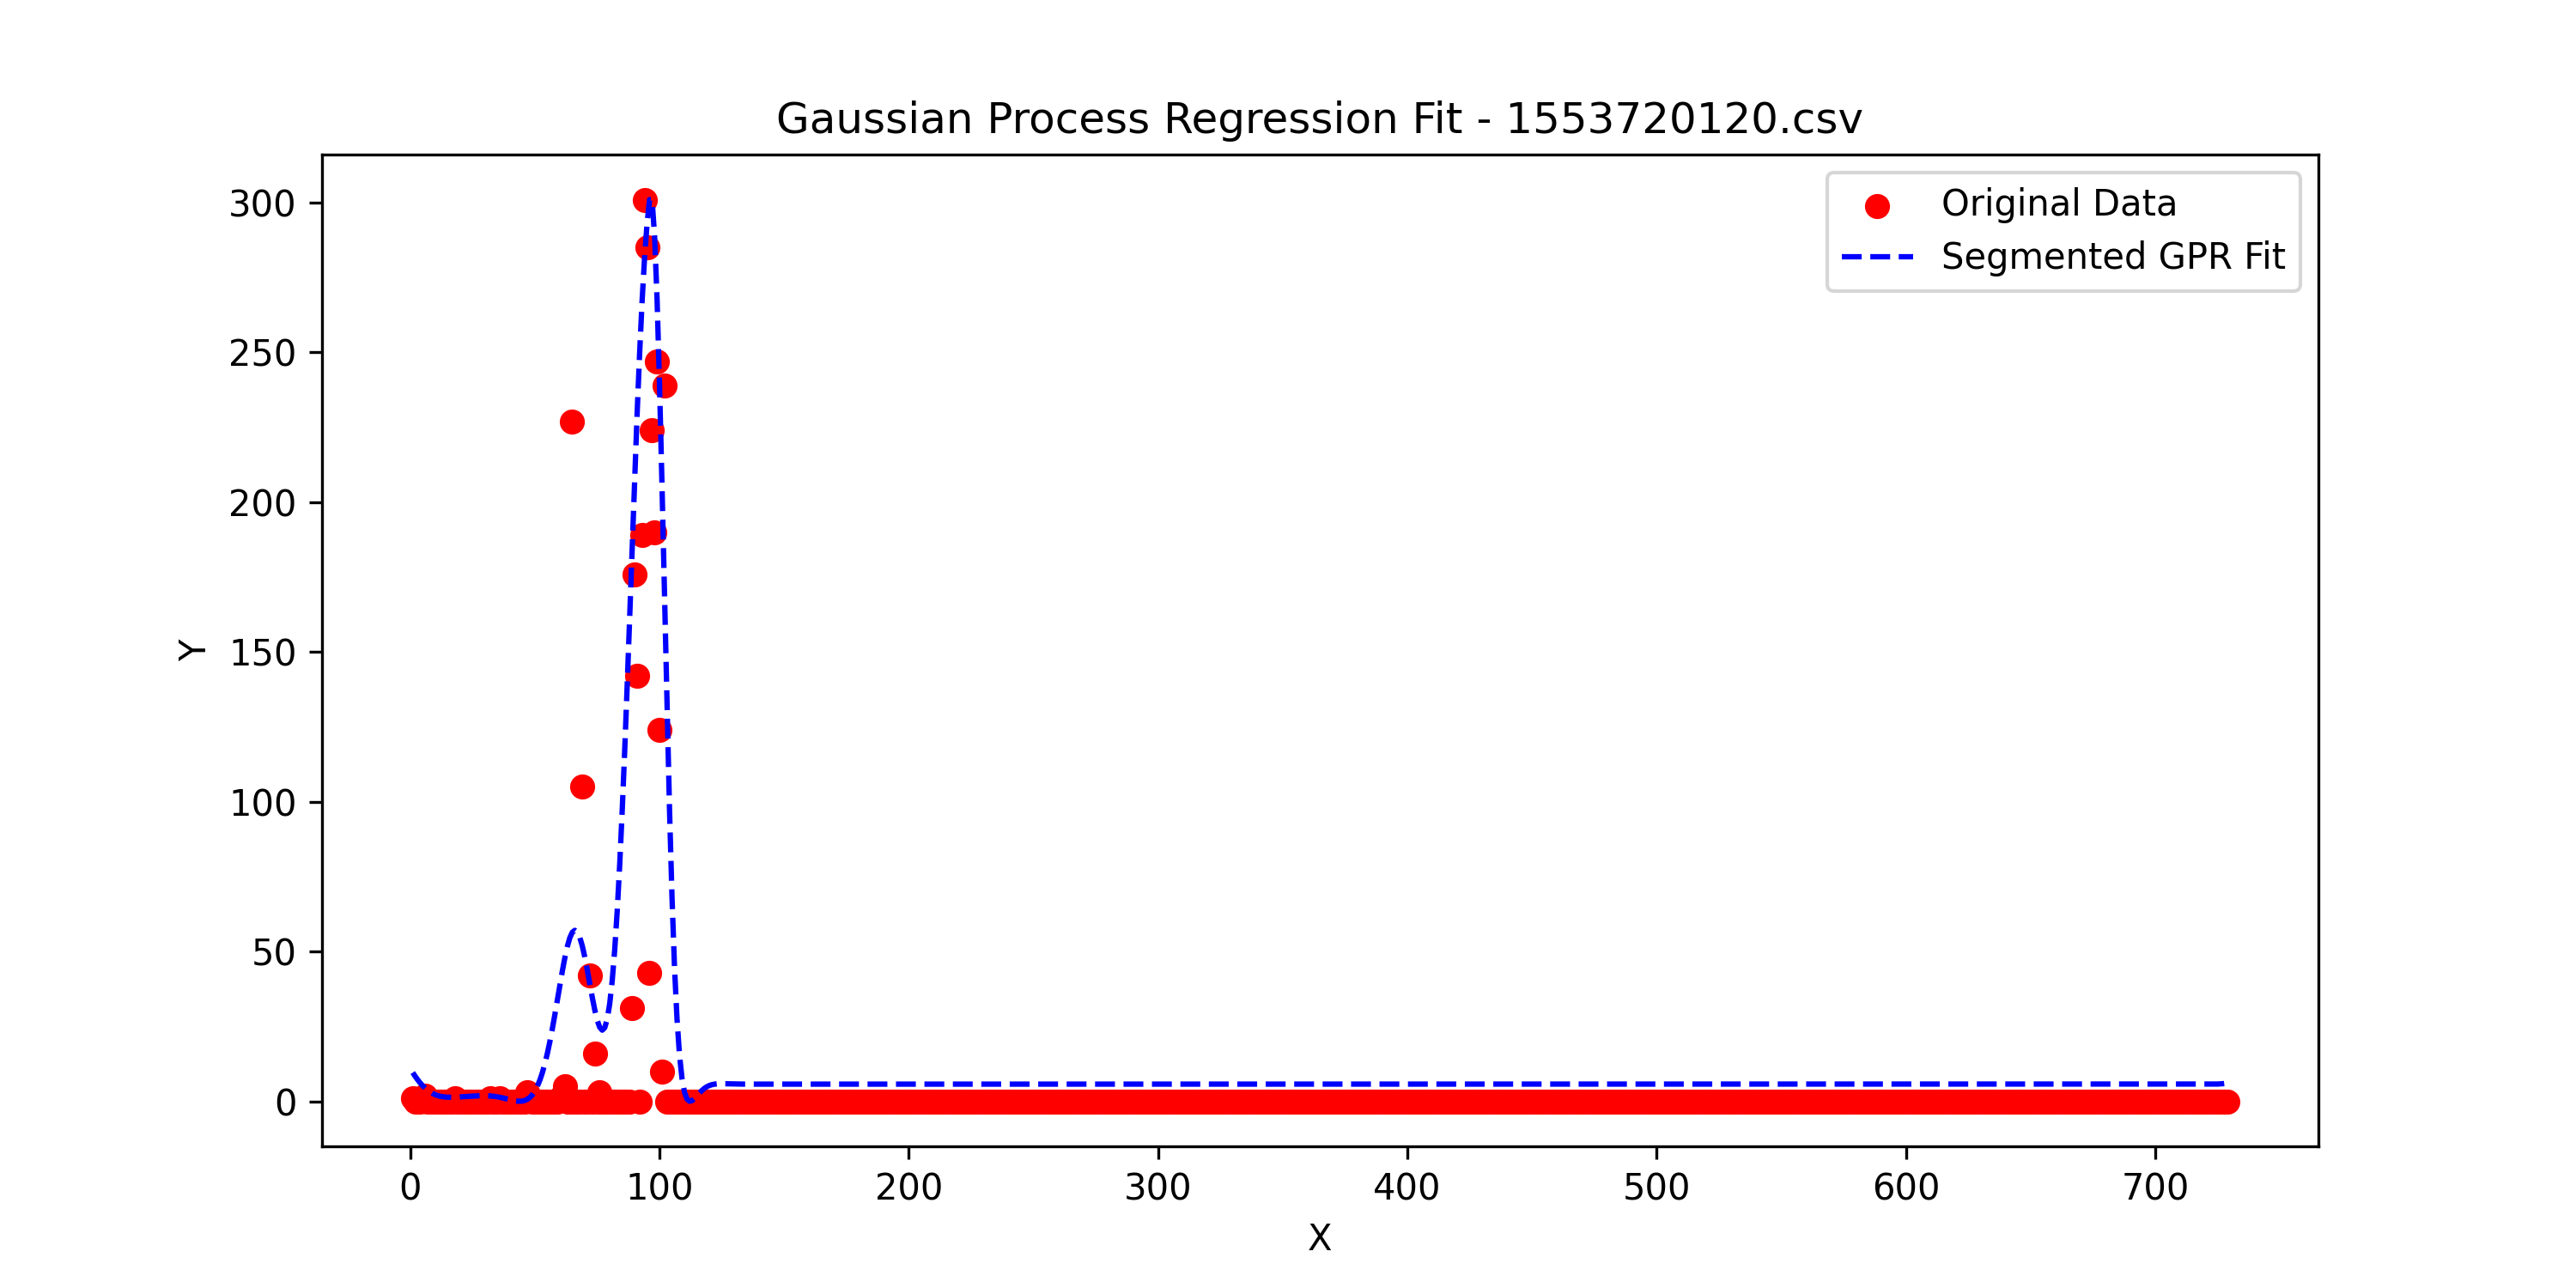 Gaussian Process Regression Fit - 1553720120.csv
Original Data
Segmented GPR Fit
300
250
200
150
100
50
0
Y
0 100 200 300 400 500 600 700
X